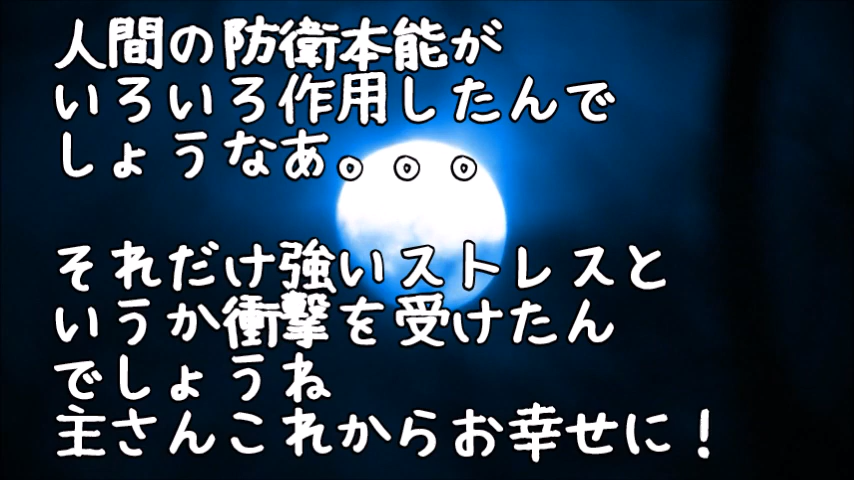 人間の防衛本能が
いろいろ作用したんで
しょうなあ。。。
それだけ強いストレスと
いうか衝撃を受けたん
でしょうね
主さんこれからお幸せに！